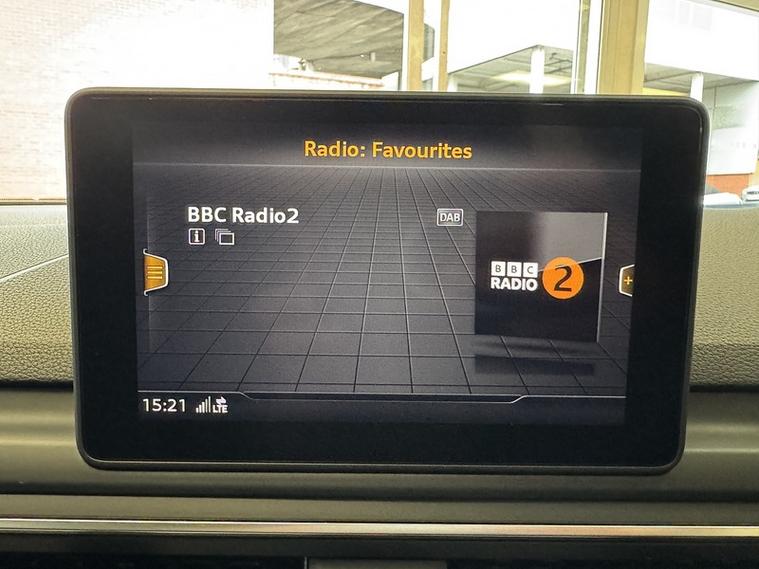 Radio: Favourites
BBC Radio2
DAB
i
BBC
RADIO 2
+
15:21 LTE